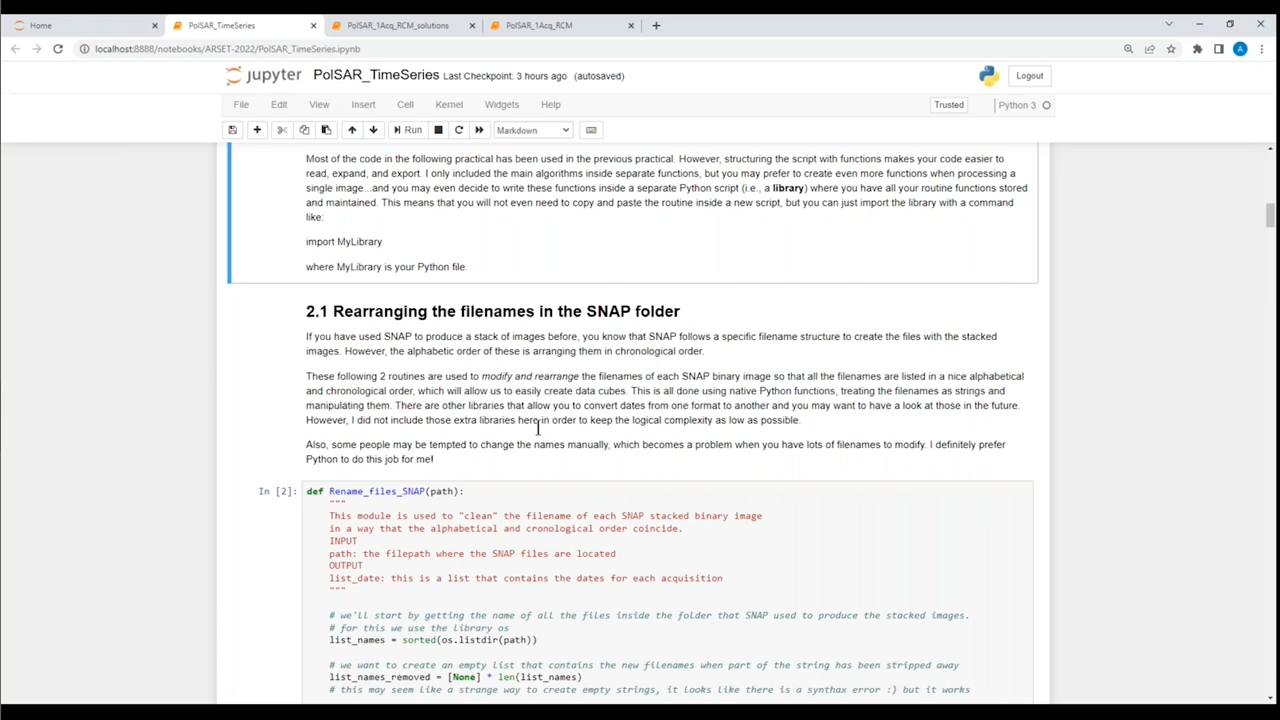 Home
PolSAR_TimeSeries
PolSAR_1Acq_RCM_solutions
PolSAR_1Acq_RCM
localhost:8888/notebooks/ARSET-2022/PolSAR_TimeSeries.ipynb
A
jupyter PolSAR_TimeSeries Last Checkpoint: 3 hours ago (autosaved)
Logout
File Edit View Insert Cell Kernel Widgets Help
Trusted
Python 3
Run
Markdown
Most of the code in the following practical has been used in the previous practical. However, structuring the script with functions makes your code easier to
read, expand, and export. I only included the main algorithms inside separate functions, but you may prefer to create even more functions when processing a
single image...and you may even decide to write these functions inside a separate Python script (i.e., a library) where you have all your routine functions stored
and maintained. This means that you will not even need to copy and paste the routine inside a new script, but you can just import the library with a command
like:
import MyLibrary
where MyLibrary is your Python file.
2.1 Rearranging the filenames in the SNAP folder
If you have used SNAP to produce a stack of images before, you know that SNAP follows a specific filename structure to create the files with the stacked
images. However, the alphabetic order of these is arranging them in chronological order.
These following 2 routines are used to modify and rearrange the filenames of each SNAP binary image so that all the filenames are listed in a nice alphabetical
and chronological order, which will allow us to easily create data cubes. This is all done using native Python functions, treating the filenames as strings and
manipulating them. There are other libraries that allow you to convert dates from one format to another and you may want to have a look at those in the future.
However, I did not include those extra libraries here in order to keep the logical complexity as low as possible.
Also, some people may be tempted to change the names manually, which becomes a problem when you have lots of filenames to modify. I definitely prefer
Python to do this job for me!
In [2]:
def Rename_files_SNAP(path):
"""
This module is used to "clean" the filename of each SNAP stacked binary image
in a way that the alphabetical and cronological order coincide.
INPUT
path: the filepath where the SNAP files are located
OUTPUT
list_date: this is a list that contains the dates for each acquisition
"""
# we'll start by getting the name of all the files inside the folder that SNAP used to produce the stacked images.
# for this we use the library os
list_names = sorted(os.listdir(path))
# we want to create an empty list that contains the new filenames when part of the string has been stripped away
list_names_removed = [None] * len(list_names)
# this may seem like a strange way to create empty strings, it looks like there is a synthax error :) but it works